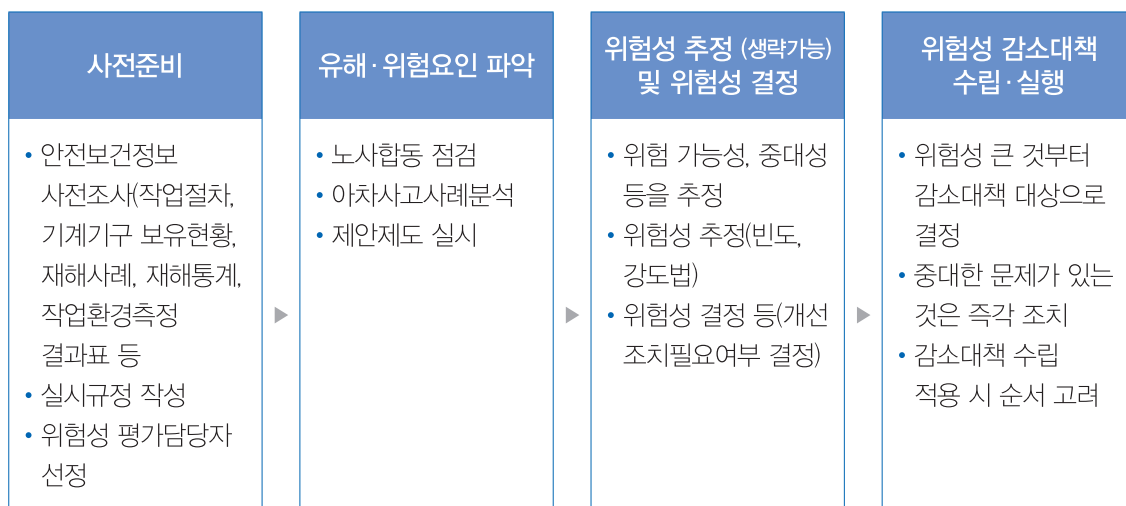 사전준비
• 안전보건정보
사전조사(작업절차,
기계기구 보유현황,
재해사례, 재해통계,
작업환경측정
결과표 등
• 실시규정 작성
• 위험성 평가담당자
선정
유해·위험요인 파악
• 노사합동 점검
• 아차사고사례분석
• 제안제도 실시
위험성 추정 (생략가능)
및 위험성 결정
• 위험 가능성, 중대성
등을 추정
• 위험성 추정(빈도,
강도법)
• 위험성 결정 등(개선
조치필요여부 결정)
위험성 감소대책
수립·실행
• 위험성 큰 것부터
감소대책 대상으로
결정
• 중대한 문제가 있는
것은 즉각 조치
• 감소대책 수립
적용 시 순서 고려